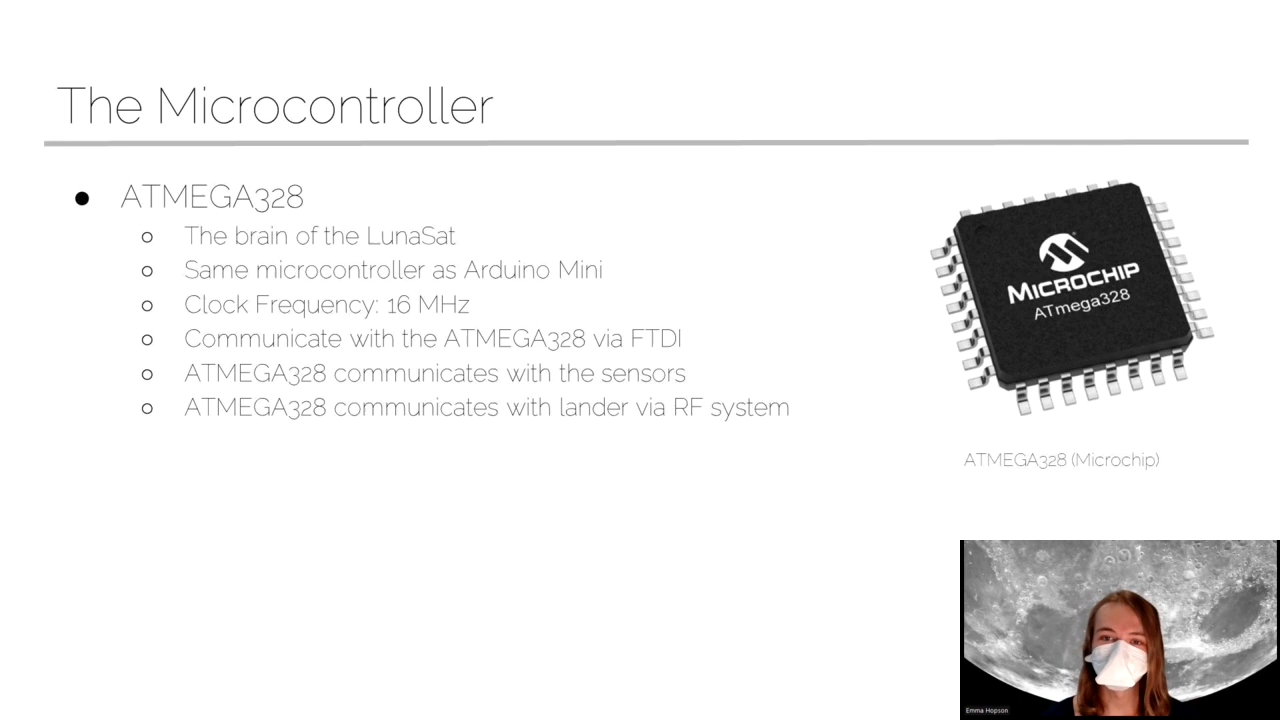 The Microcontroller
ATMEGA328
The brain of the LunaSat
Same microcontroller as Arduino Mini
Clock Frequency: 16 MHz
Communicate with the ATMEGA328 via FTDI
ATMEGA328 communicates with the sensors
ATMEGA328 communicates with lander via RF system
MICROCHIP
ATmega328
ATMEGA328 (Microchip)
Emma Hopson